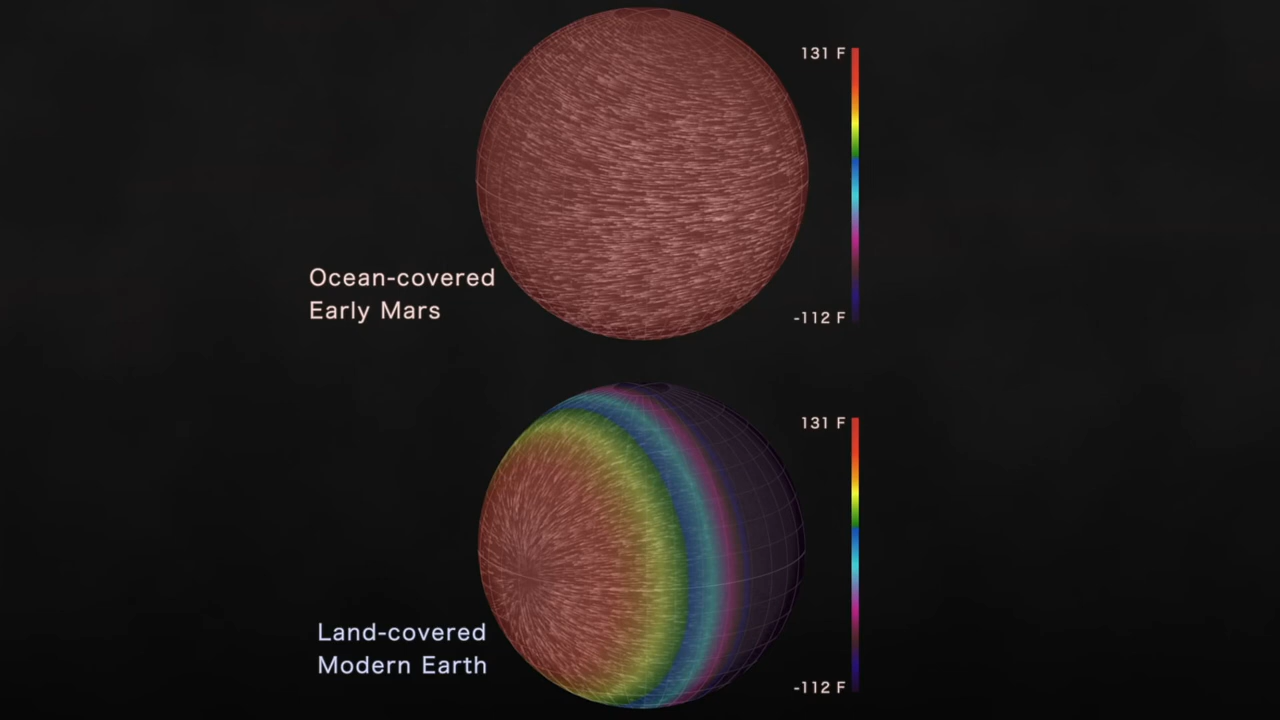 131 F
Ocean-covered
Early Mars
-112 F
131 F
Land-covered
Modern Earth
-112 F